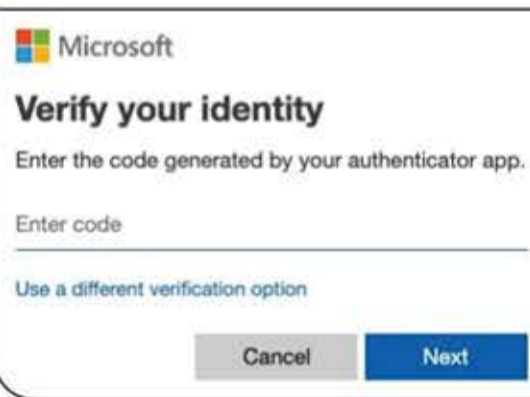 Microsoft
Verify your identity
Enter the code generated by your authenticator app.
Enter code
Use a different verification option
Cancel
Next